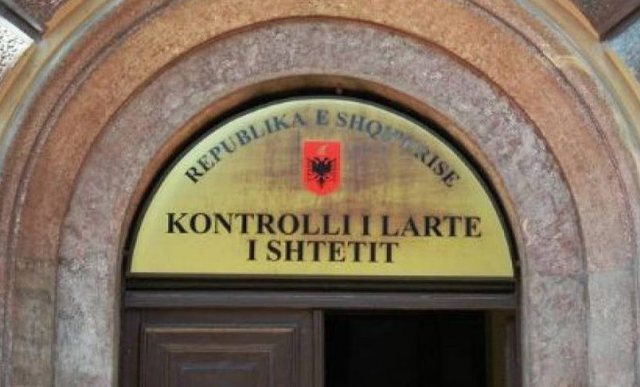 REPUBLIKA E SHQIPERISE
KONTROLLI I LARTE
I SHTETIT